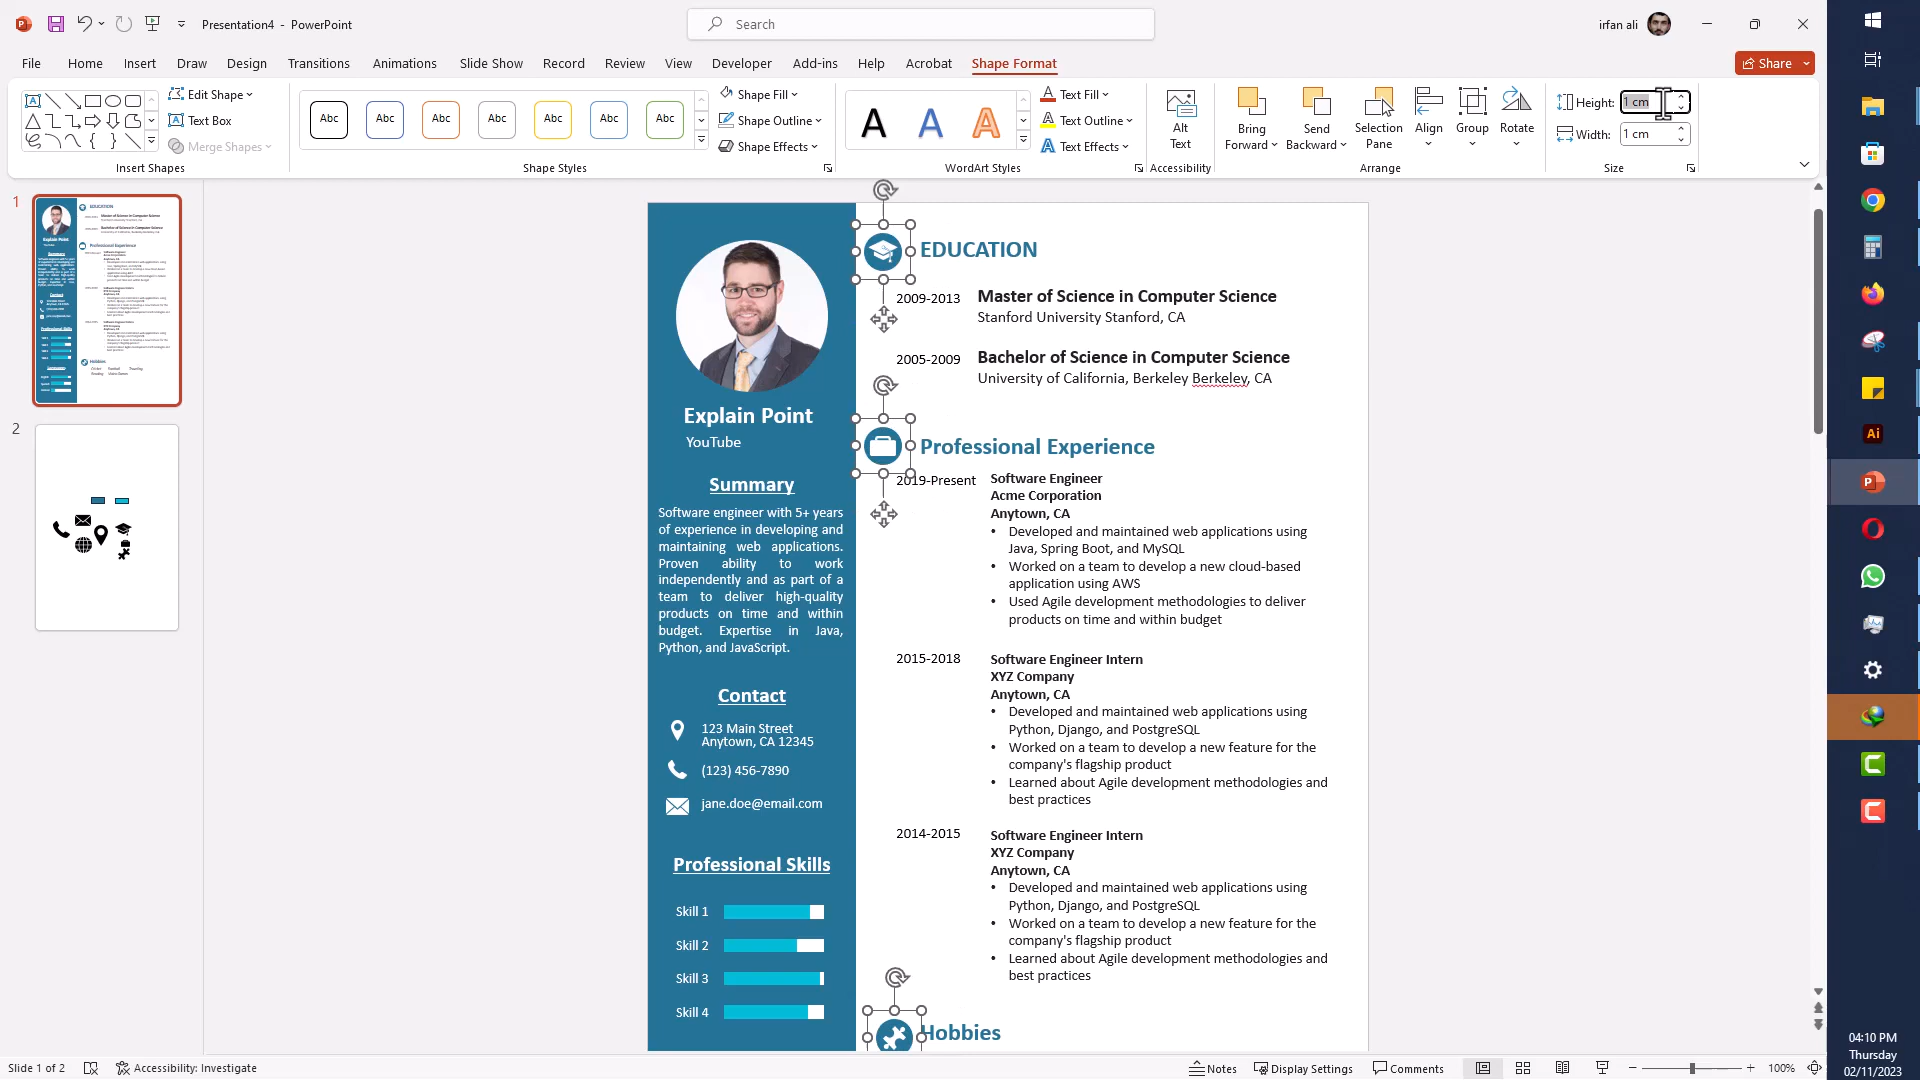 Presentation4 - PowerPoint
Search
irfan ali
File Home Insert Draw Design Transitions Animations Slide Show Record Review View Developer Add-ins Help Acrobat Shape Format
Share
Edit Shape
Text Box
Merge Shapes
Insert Shapes
Abc Abc Abc Abc Abc Abc Abc
Shape Fill
Shape Outline
Shape Effects
Shape Styles
A A A
Text Fill
Text Outline
Text Effects
WordArt Styles
Alt
Text
Accessibility
Bring
Forward
Send
Backward
Selection
Pane
Align
Group
Rotate
Arrange
Height: 1 cm
Width: 1 cm
Size
1
2
Explain Point
YouTube
Summary
Software engineer with 5+ years
of experience in developing and
maintaining web applications.
Proven ability to work
independently and as part of a
team to deliver high-quality
products on time and within
budget. Expertise in Java,
Python, and JavaScript.
Contact
123 Main Street
Anytown, CA 12345
(123) 456-7890
jane.doe@email.com
Professional Skills
Skill 1
Skill 2
Skill 3
Skill 4
EDUCATION
2009-2013 Master of Science in Computer Science
Stanford University Stanford, CA
2005-2009 Bachelor of Science in Computer Science
University of California, Berkeley Berkeley, CA
Professional Experience
2019-Present Software Engineer
Acme Corporation
Anytown, CA
• Developed and maintained web applications using
Java, Spring Boot, and MySQL
• Worked on a team to develop a new cloud-based
application using AWS
• Used Agile development methodologies to deliver
products on time and within budget
2015-2018 Software Engineer Intern
XYZ Company
Anytown, CA
• Developed and maintained web applications using
Python, Django, and PostgreSQL
• Worked on a team to develop a new feature for the
company's flagship product
• Learned about Agile development methodologies and
best practices
2014-2015 Software Engineer Intern
XYZ Company
Anytown, CA
• Developed and maintained web applications using
Python, Django, and PostgreSQL
• Worked on a team to develop a new feature for the
company's flagship product
• Learned about Agile development methodologies and
best practices
Hobbies
Slide 1 of 2
Accessibility: Investigate
Notes
Display Settings
Comments
100%
Ai
04:10 PM
Thursday
02/11/2023